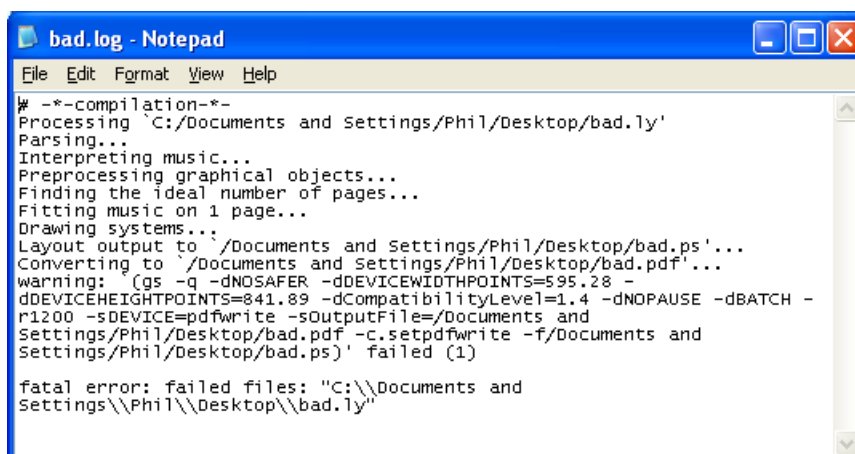 bad.log - Notepad
File Edit Format View Help
# -*-compilation-*-
Processing `C:/Documents and Settings/Phil/Desktop/bad.ly'
Parsing...
Interpreting music...
Preprocessing graphical objects...
Finding the ideal number of pages...
Fitting music on 1 page...
Drawing systems...
Layout output to `/Documents and Settings/Phil/Desktop/bad.ps'...
Converting to `/Documents and Settings/Phil/Desktop/bad.pdf'...
warning: `(gs -q -dNOSAFER -dDEVICEWIDTHPOINTS=595.28 -
dDEVICEHEIGHTPOINTS=841.89 -dCompatibilityLevel=1.4 -dNOPAUSE -dBATCH -
r1200 -sDEVICE=pdfwrite -sOutputFile=/Documents and
Settings/Phil/Desktop/bad.pdf -c.setpdfwrite -f/Documents and
Settings/Phil/Desktop/bad.ps)' failed (1)
fatal error: failed files: "C:\\Documents and
Settings\\Phil\\Desktop\\bad.ly"